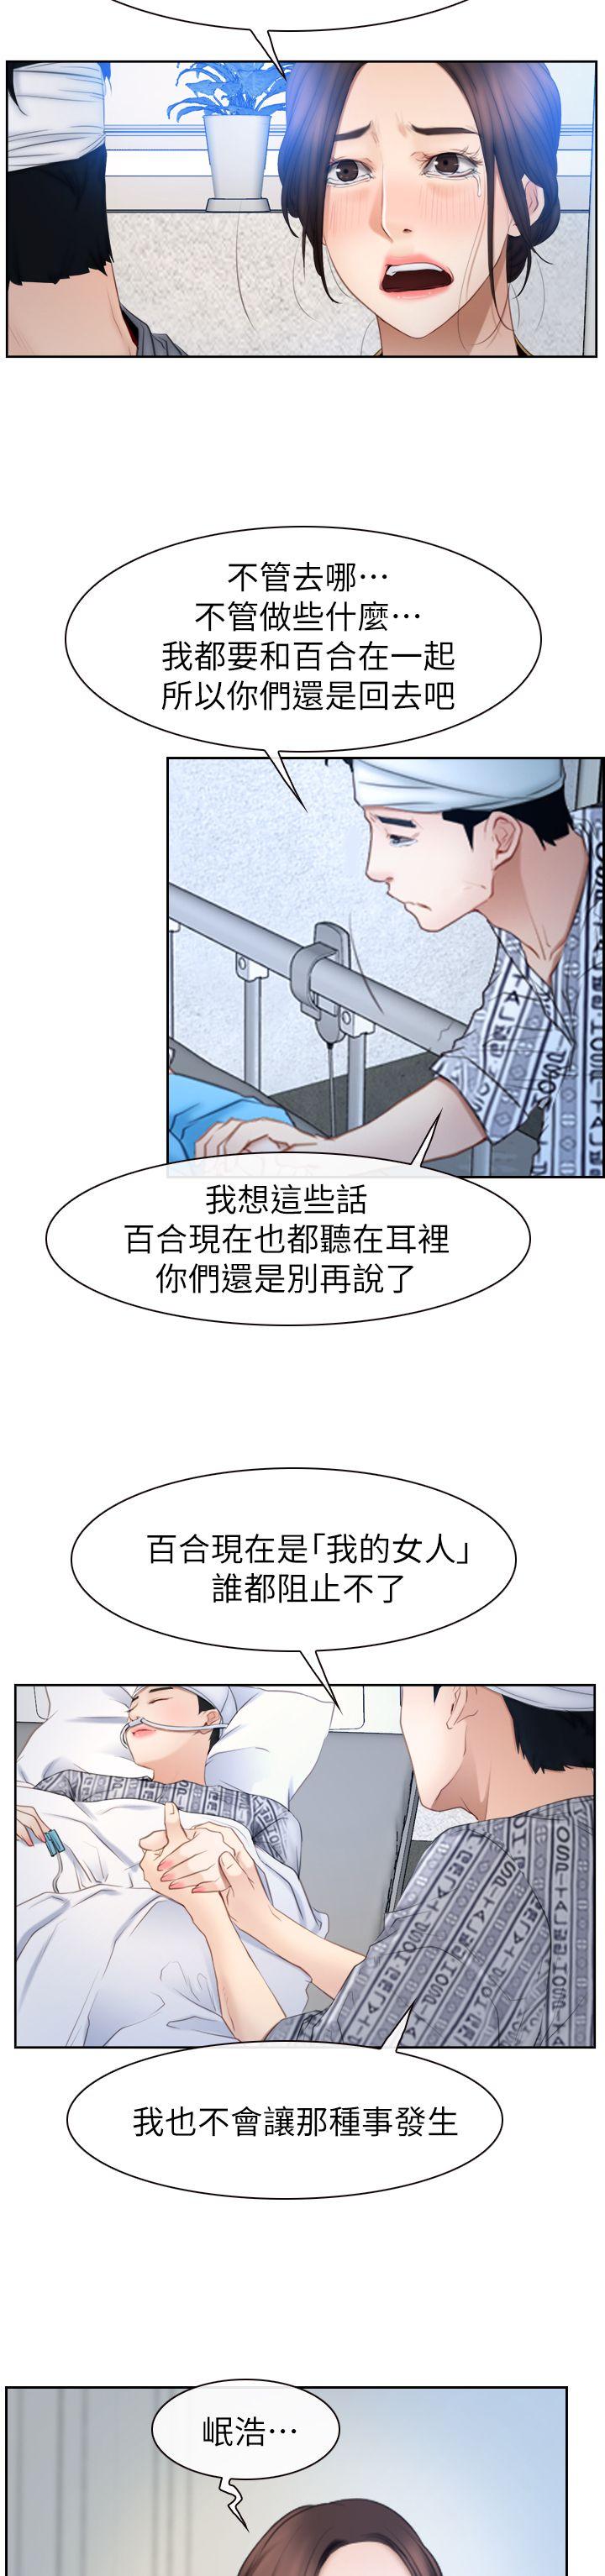 不管去哪⋯
不管做些什麼⋯
我都要和百合在一起
所以你們還是回去吧
我想這些話
百合現在也都聽在耳裡
你們還是別再說了
百合現在是「我的女人」
誰都阻止不了
我也不會讓那種事發生
岷浩⋯